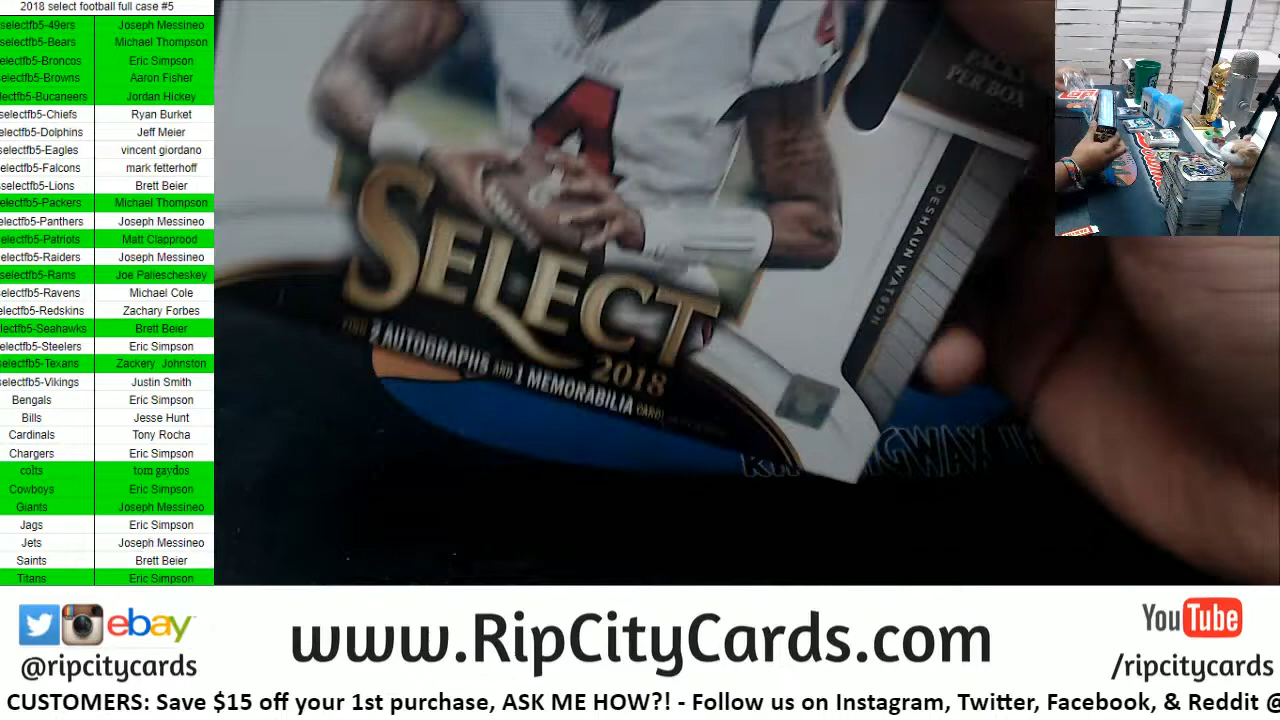 2018 select football full case #5
selectfb5-49ers Joseph Messineo
selectfb5-Bears Michael Thompson
selectfb5-Broncos Eric Simpson
selectfb5-Browns Aaron Fisher
lectfb5-Bucaneers Jordan Hickey
selectfb5-Chiefs Ryan Burket
electfb5-Dolphins Jeff Meier
selectfb5-Eagles vincent giordano
selectfb5-Falcons mark fetterhoff
selectfb5-Lions Brett Beier
electfb5-Packers Michael Thompson
electfb5-Panthers Joseph Messineo
electfb5-Patriots Matt Clapprood
electfb5-Raiders Joseph Messineo
selectfb5-Rams Joe Paliescheskey
selectfb5-Ravens Michael Cole
electfb5-Redskins Zachary Forbes
lectfb5-Seahawks Brett Beier
electfb5-Steelers Eric Simpson
selectfb5-Texans Zackery Johnston
selectfb5-Vikings Justin Smith
Bengals Eric Simpson
Bills Jesse Hunt
Cardinals Tony Rocha
Chargers Eric Simpson
colts tom gaydos
Cowboys Eric Simpson
Giants Joseph Messineo
Jags Eric Simpson
Jets Joseph Messineo
Saints Brett Beier
Titans Eric Simpson
PACKS
PER BOX
DESHAUN WATSON
4
SELECT
2018
FIND 2 AUTOGRAPHS AND 1 MEMORABILIA CARD
ebay
@ripcitycards
www.RipCityCards.com
YouTube
/ripcitycards
CUSTOMERS: Save $15 off your 1st purchase, ASK ME HOW?! - Follow us on Instagram, Twitter, Facebook, & Reddit @